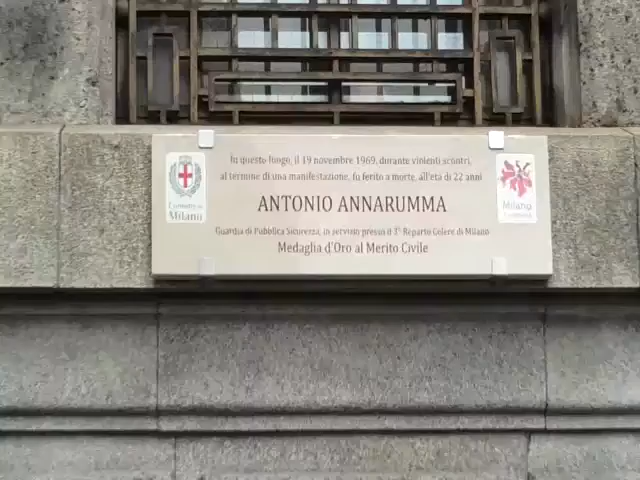 In questo luogo, il 19 novembre 1969, durante violenti scontri,
al termine di una manifestazione, fu ferito a morte, all'età di 22 anni
ANTONIO ANNARUMMA
Guardia di Pubblica Sicurezza, in servizio presso il 3° Reparto Celere di Milano
Medaglia d'Oro al Merito Civile
Comune di
Milano
Milano